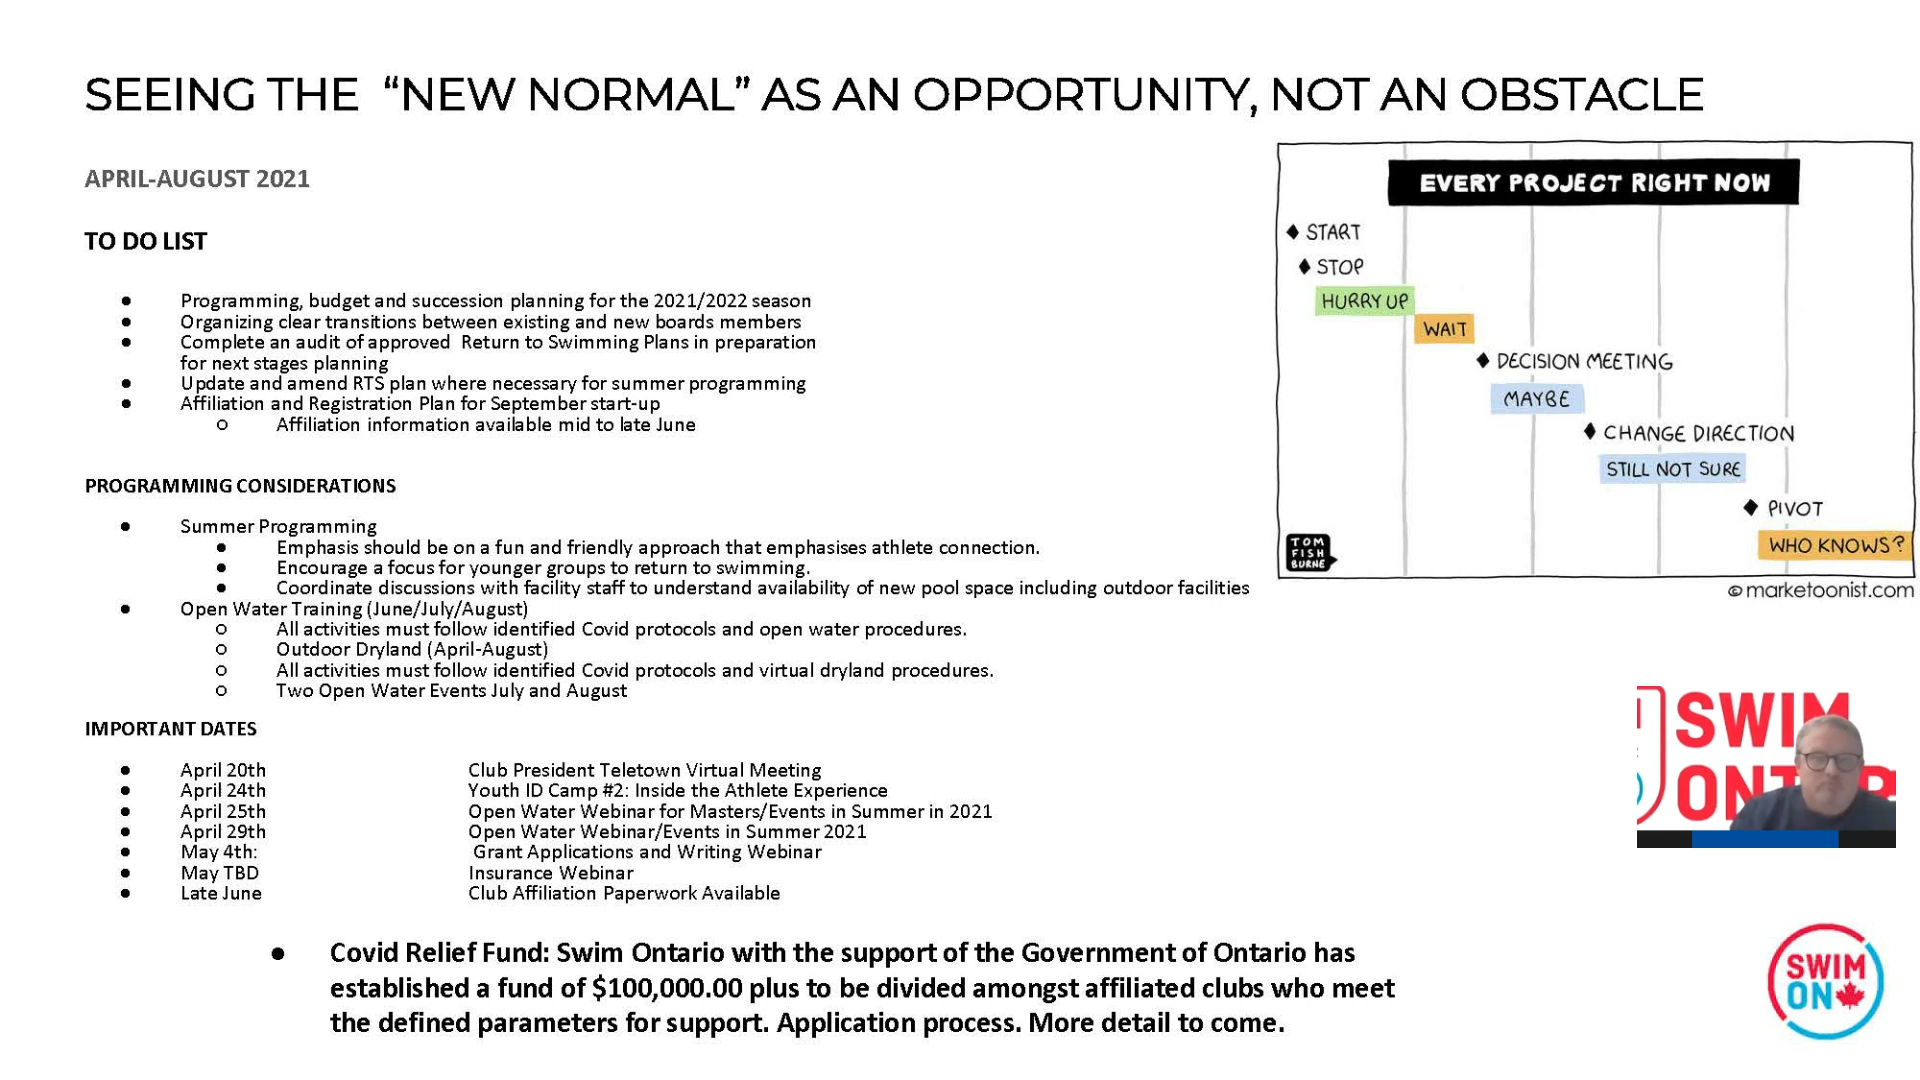 SEEING THE “NEW NORMAL” AS AN OPPORTUNITY, NOT AN OBSTACLE
APRIL-AUGUST 2021
TO DO LIST
● Programming, budget and succession planning for the 2021/2022 season
● Organizing clear transitions between existing and new boards members
● Complete an audit of approved Return to Swimming Plans in preparation
for next stages planning
● Update and amend RTS plan where necessary for summer programming
● Affiliation and Registration Plan for September start-up
○ Affiliation information available mid to late June
PROGRAMMING CONSIDERATIONS
● Summer Programming
● Emphasis should be on a fun and friendly approach that emphasises athlete connection.
● Encourage a focus for younger groups to return to swimming.
● Coordinate discussions with facility staff to understand availability of new pool space including outdoor facilities
● Open Water Training (June/July/August)
○ All activities must follow identified Covid protocols and open water procedures.
○ Outdoor Dryland (April-August)
○ All activities must follow identified Covid protocols and virtual dryland procedures.
○ Two Open Water Events July and August
IMPORTANT DATES
● April 20th Club President Teletown Virtual Meeting
● April 24th Youth ID Camp #2: Inside the Athlete Experience
● April 25th Open Water Webinar for Masters/Events in Summer in 2021
● April 29th Open Water Webinar/Events in Summer 2021
● May 4th: Grant Applications and Writing Webinar
● May TBD Insurance Webinar
● Late June Club Affiliation Paperwork Available
● Covid Relief Fund: Swim Ontario with the support of the Government of Ontario has
established a fund of $100,000.00 plus to be divided amongst affiliated clubs who meet
the defined parameters for support. Application process. More detail to come.
EVERY PROJECT RIGHT NOW
◆ START
◆ STOP
HURRY UP
WAIT
◆ DECISION MEETING
MAYBE
◆ CHANGE DIRECTION
STILL NOT SURE
◆ PIVOT
WHO KNOWS?
TOM
FISH
BURNE
© marketoonist.com
SWIM
SWIM
ON